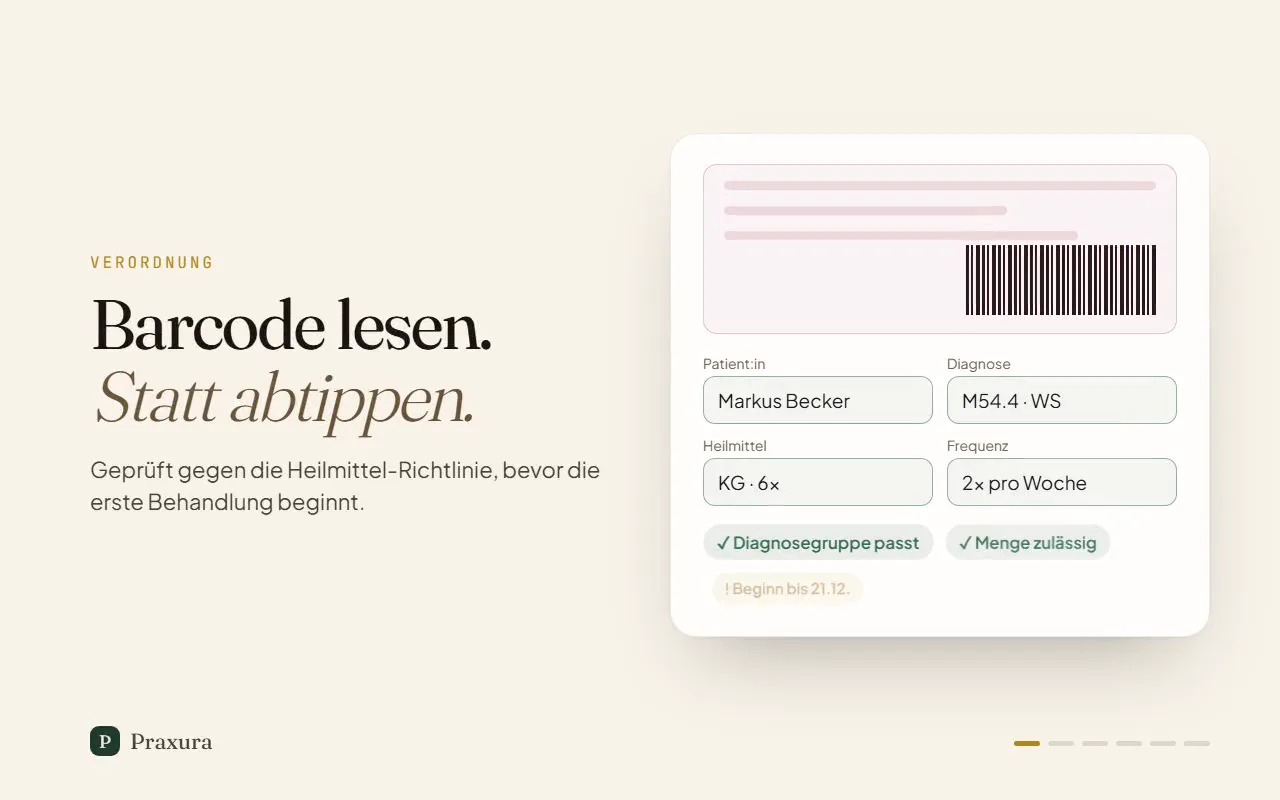 VERORDNUNG
Barcode lesen.
Statt abtippen.
Geprüft gegen die Heilmittel-Richtlinie, bevor die
erste Behandlung beginnt.
Patient:in
Diagnose
Markus Becker
M54.4 · WS
Heilmittel
Frequenz
KG · 6×
2× pro Woche
✓ Diagnosegruppe passt
✓ Menge zulässig
! Beginn bis 21.12.
P Praxura